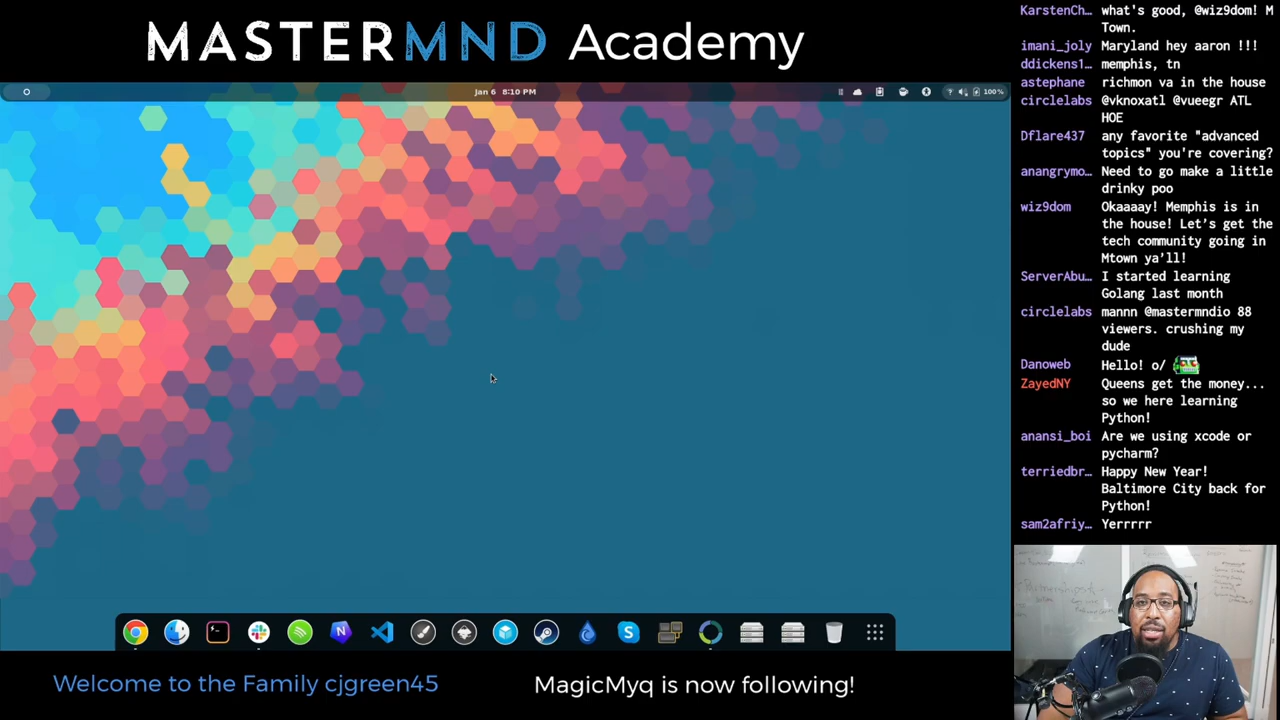 MASTERMND Academy
Jan 6 8:10 PM
100%
KarstenCh… what's good, @wiz9dom! M
Town.
imani_joly Maryland hey aaron !!!
ddickens1… memphis, tn
astephane richmon va in the house
circlelabs @vknoxatl @vueegr ATL
HOE
Dflare437 any favorite "advanced
topics" you're covering?
anangrymo… Need to go make a little
drinky poo
wiz9dom Okaaaay! Memphis is in
the house! Let's get the
tech community going in
Mtown ya'll!
ServerAbu… I started learning
Golang last month
circlelabs mannn @mastermndio 88
viewers. crushing my
dude
Danoweb Hello! o/
ZayedNY Queens get the money...
so we here learning
Python!
anansi_boi Are we using xcode or
pycharm?
terriedbr… Happy New Year!
Baltimore City back for
Python!
sam2afriy… Yerrrrr
Welcome to the Family cjgreen45
MagicMyq is now following!